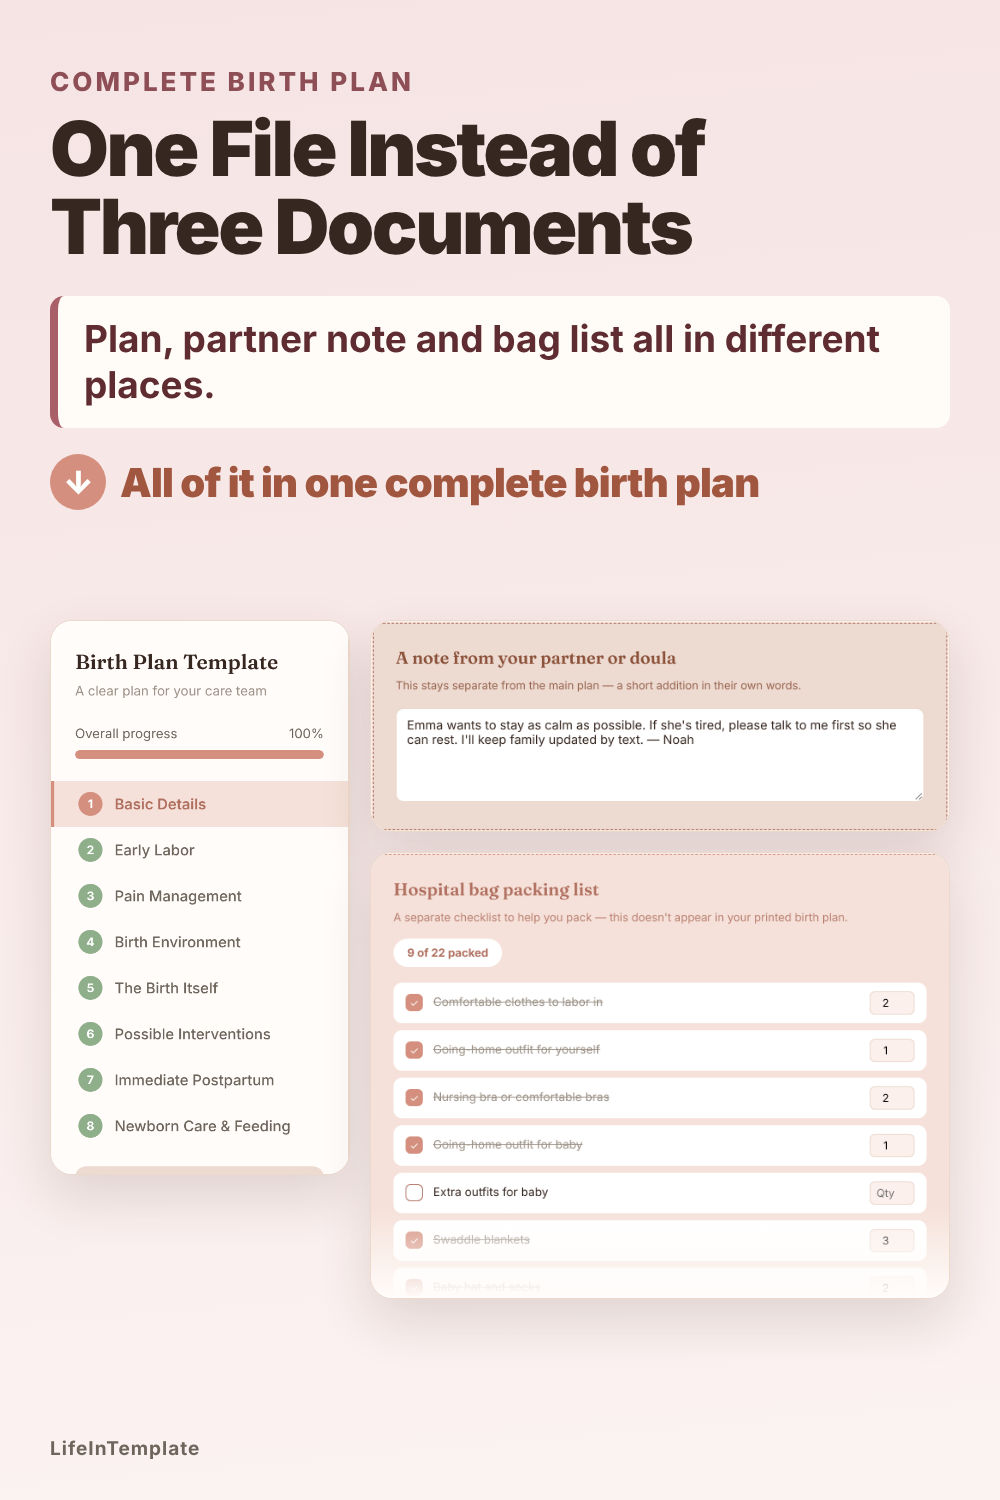 COMPLETE BIRTH PLAN
One File Instead of
Three Documents
Plan, partner note and bag list all in different
places.
All of it in one complete birth plan
Birth Plan Template
A clear plan for your care team
Overall progress 100%
1 Basic Details
2 Early Labor
3 Pain Management
4 Birth Environment
5 The Birth Itself
6 Possible Interventions
7 Immediate Postpartum
8 Newborn Care & Feeding
A note from your partner or doula
This stays separate from the main plan — a short addition in their own words.
Emma wants to stay as calm as possible. If she's tired, please talk to me first so she
can rest. I'll keep family updated by text. — Noah
Hospital bag packing list
A separate checklist to help you pack — this doesn't appear in your printed birth plan.
9 of 22 packed
Comfortable clothes to labor in 2
Going-home outfit for yourself 1
Nursing bra or comfortable bras 2
Going-home outfit for baby 1
Extra outfits for baby Qty
Swaddle blankets 3
Baby hat and socks 2
LifeInTemplate